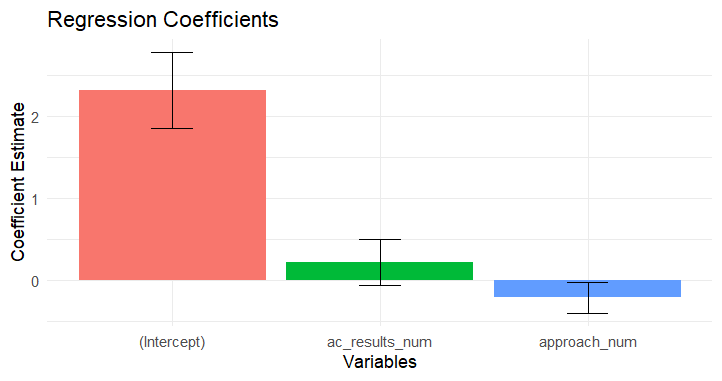 Regression Coefficients
Coefficient Estimate
2
1
0
(Intercept) ac_results_num approach_num
Variables